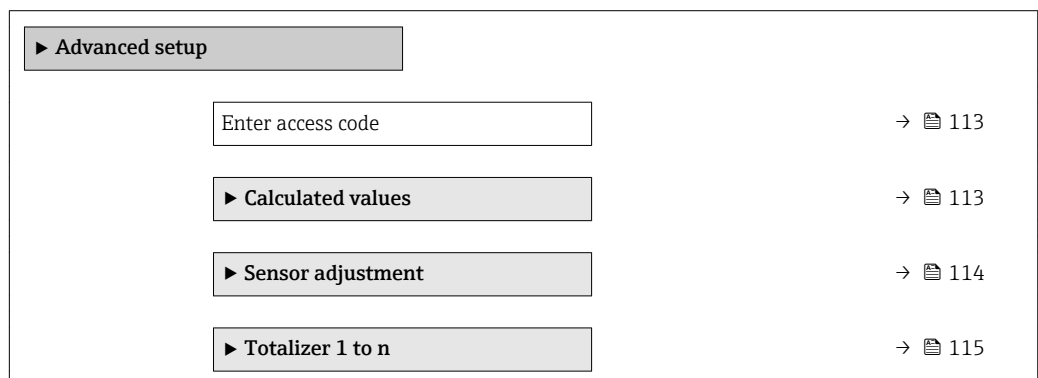 ▶ Advanced setup
Enter access code → 113
▶ Calculated values → 113
▶ Sensor adjustment → 114
▶ Totalizer 1 to n → 115